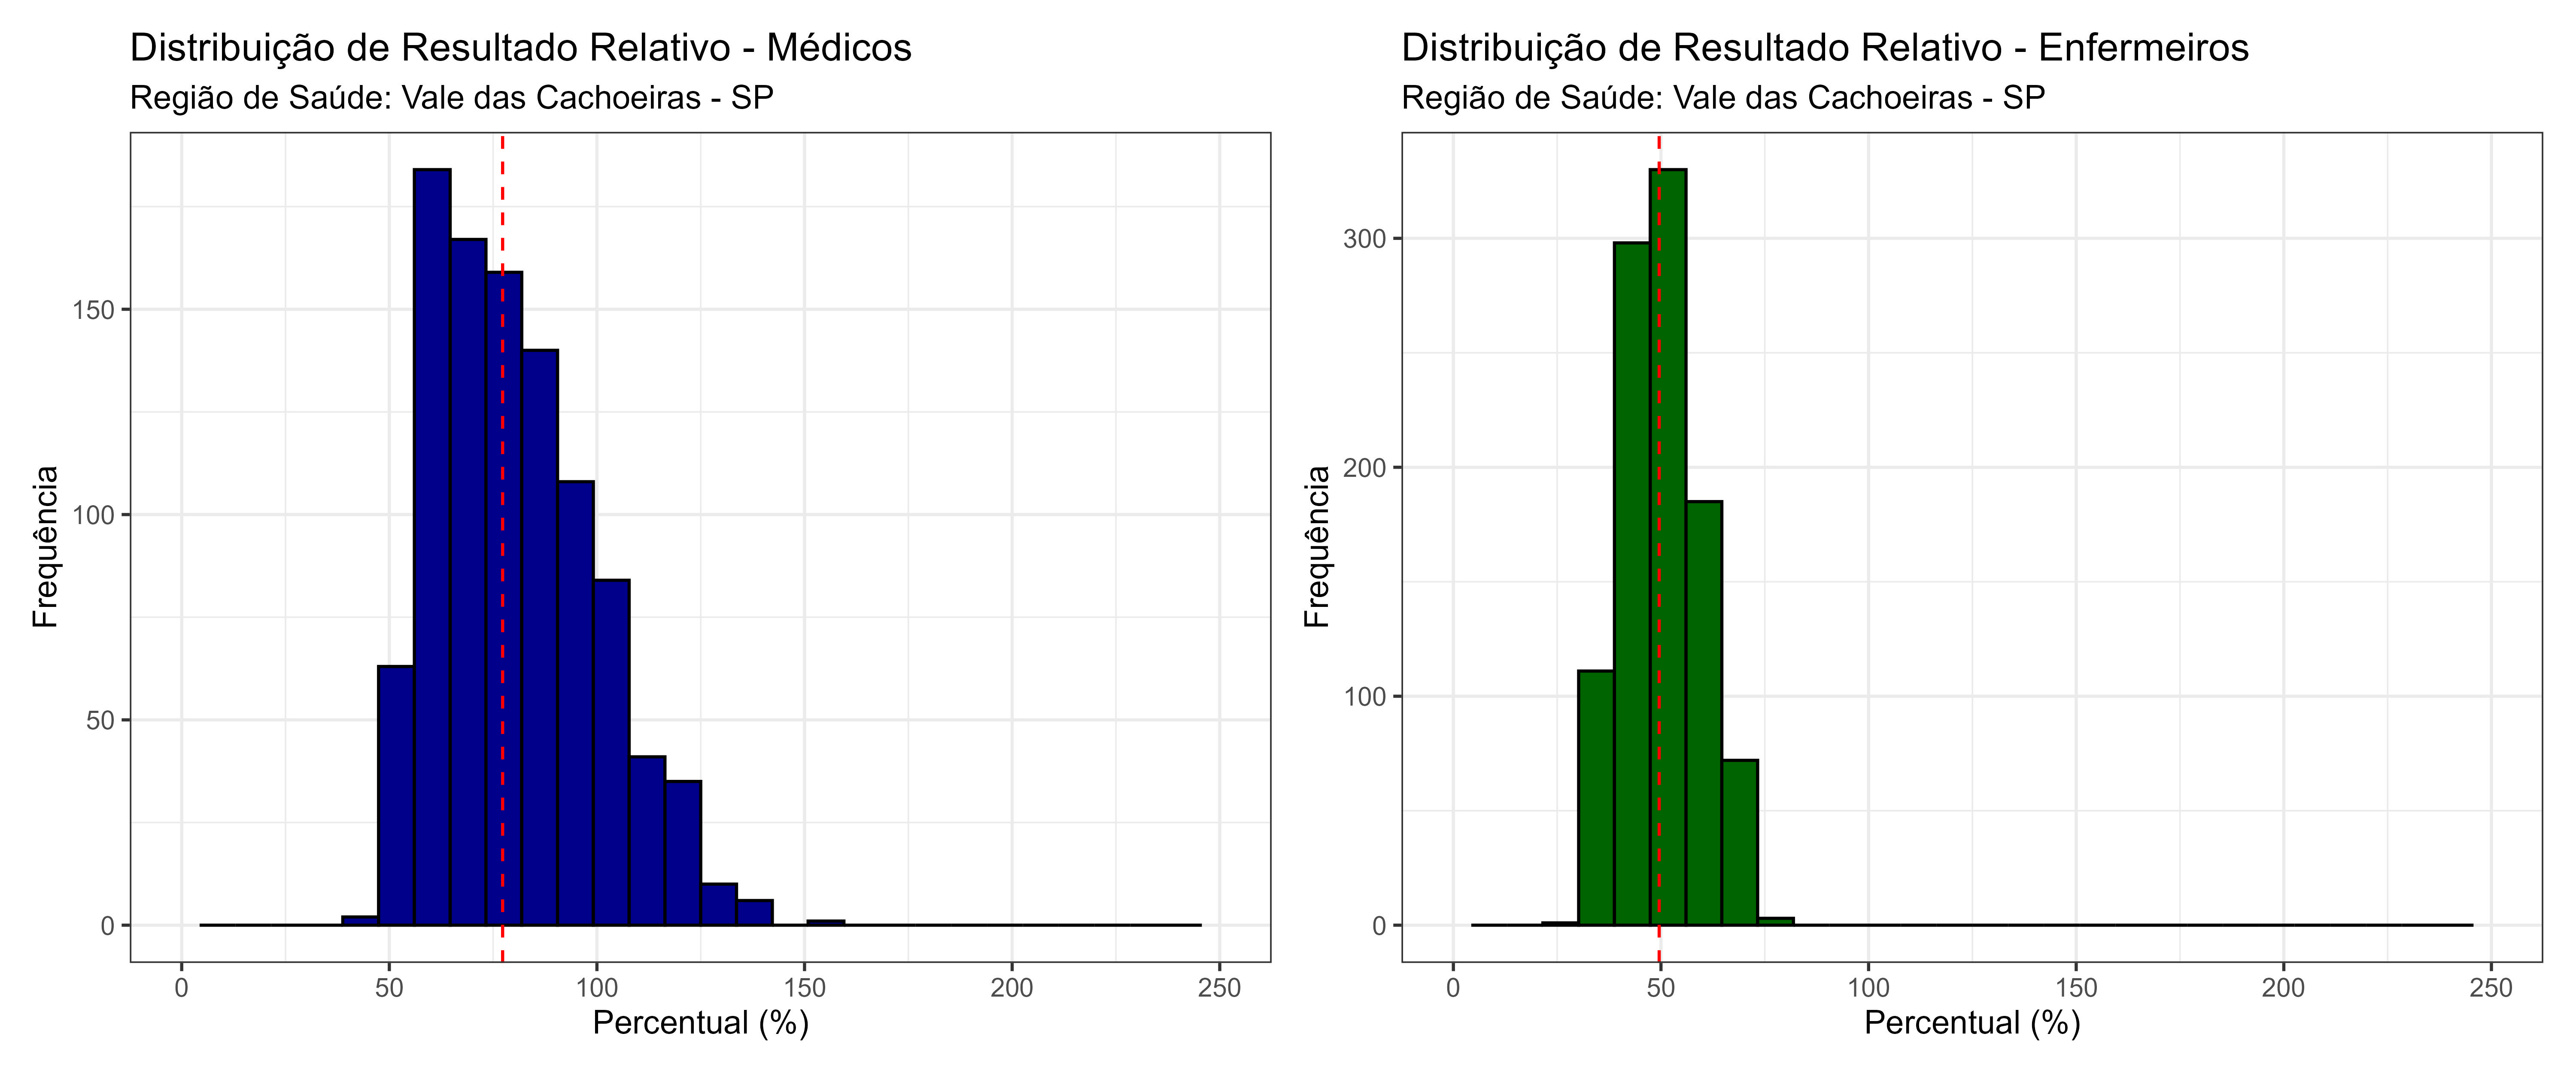 Distribuição de Resultado Relativo - Médicos
Região de Saúde: Vale das Cachoeiras - SP
Frequência
150
100
50
0
0 50 100 150 200 250
Percentual (%)
Distribuição de Resultado Relativo - Enfermeiros
Região de Saúde: Vale das Cachoeiras - SP
Frequência
300
200
100
0
0 50 100 150 200 250
Percentual (%)